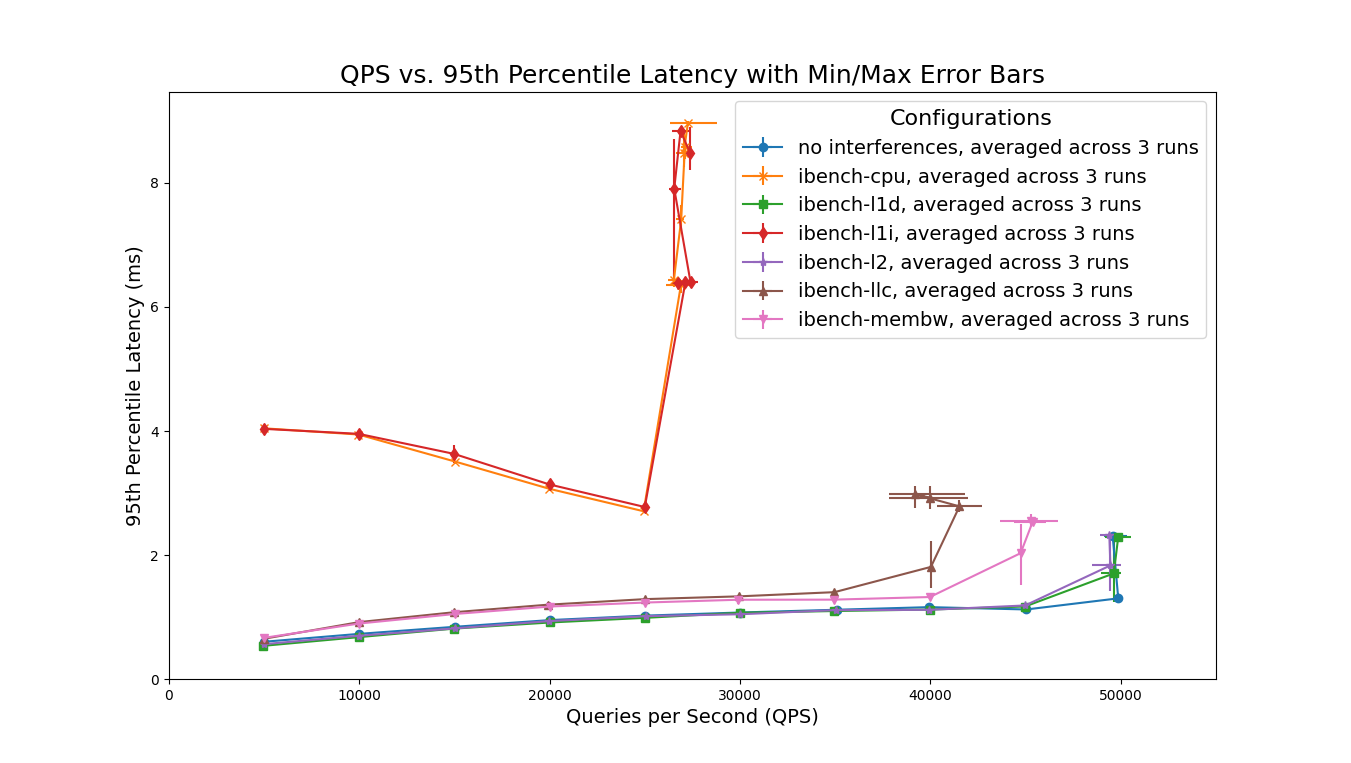 QPS vs. 95th Percentile Latency with Min/Max Error Bars
Configurations
no interferences, averaged across 3 runs
ibench-cpu, averaged across 3 runs
ibench-l1d, averaged across 3 runs
ibench-l1i, averaged across 3 runs
ibench-l2, averaged across 3 runs
ibench-llc, averaged across 3 runs
ibench-membw, averaged across 3 runs
95th Percentile Latency (ms)
8
6
4
2
0
0 10000 20000 30000 40000 50000
Queries per Second (QPS)